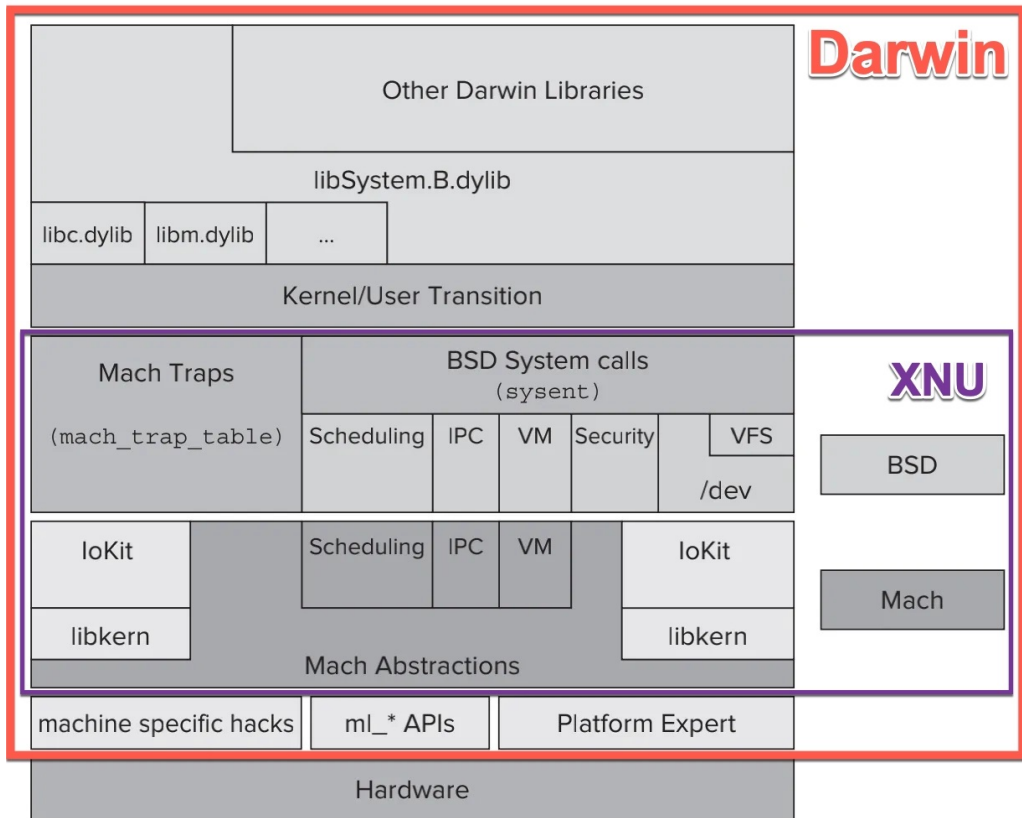 Darwin
Other Darwin Libraries
libSystem.B.dylib
libc.dylib
libm.dylib
...
Kernel/User Transition
XNU
Mach Traps
(mach_trap_table)
BSD System calls
(sysent)
Scheduling
IPC
VM
Security
VFS
/dev
BSD
IoKit
Scheduling
IPC
VM
IoKit
Mach
libkern
libkern
Mach Abstractions
machine specific hacks
ml_* APIs
Platform Expert
Hardware